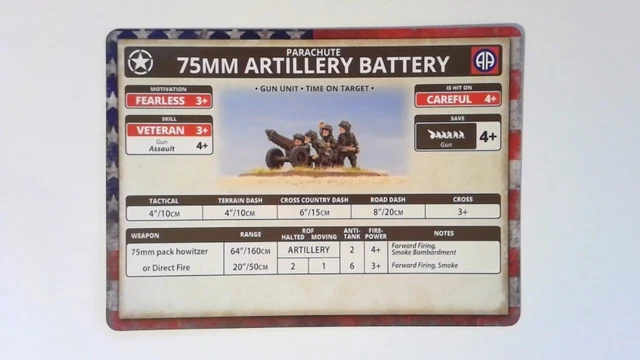 PARACHUTE
75MM ARTILLERY BATTERY
AA
• GUN UNIT • TIME ON TARGET •
MOTIVATION
FEARLESS 3+
SKILL
VETERAN 3+
Gun
Assault 4+
IS HIT ON
CAREFUL 4+
SAVE
Gun 4+
TACTICAL TERRAIN DASH CROSS COUNTRY DASH ROAD DASH CROSS
4"/10CM 4"/10CM 6"/15CM 8"/20CM 3+
WEAPON RANGE ROF HALTED MOVING ANTI-TANK FIRE-POWER NOTES
75mm pack howitzer 64"/160CM ARTILLERY 2 4+ Forward Firing, Smoke Bombardment
or Direct Fire 20"/50CM 2 1 6 3+ Forward Firing, Smoke